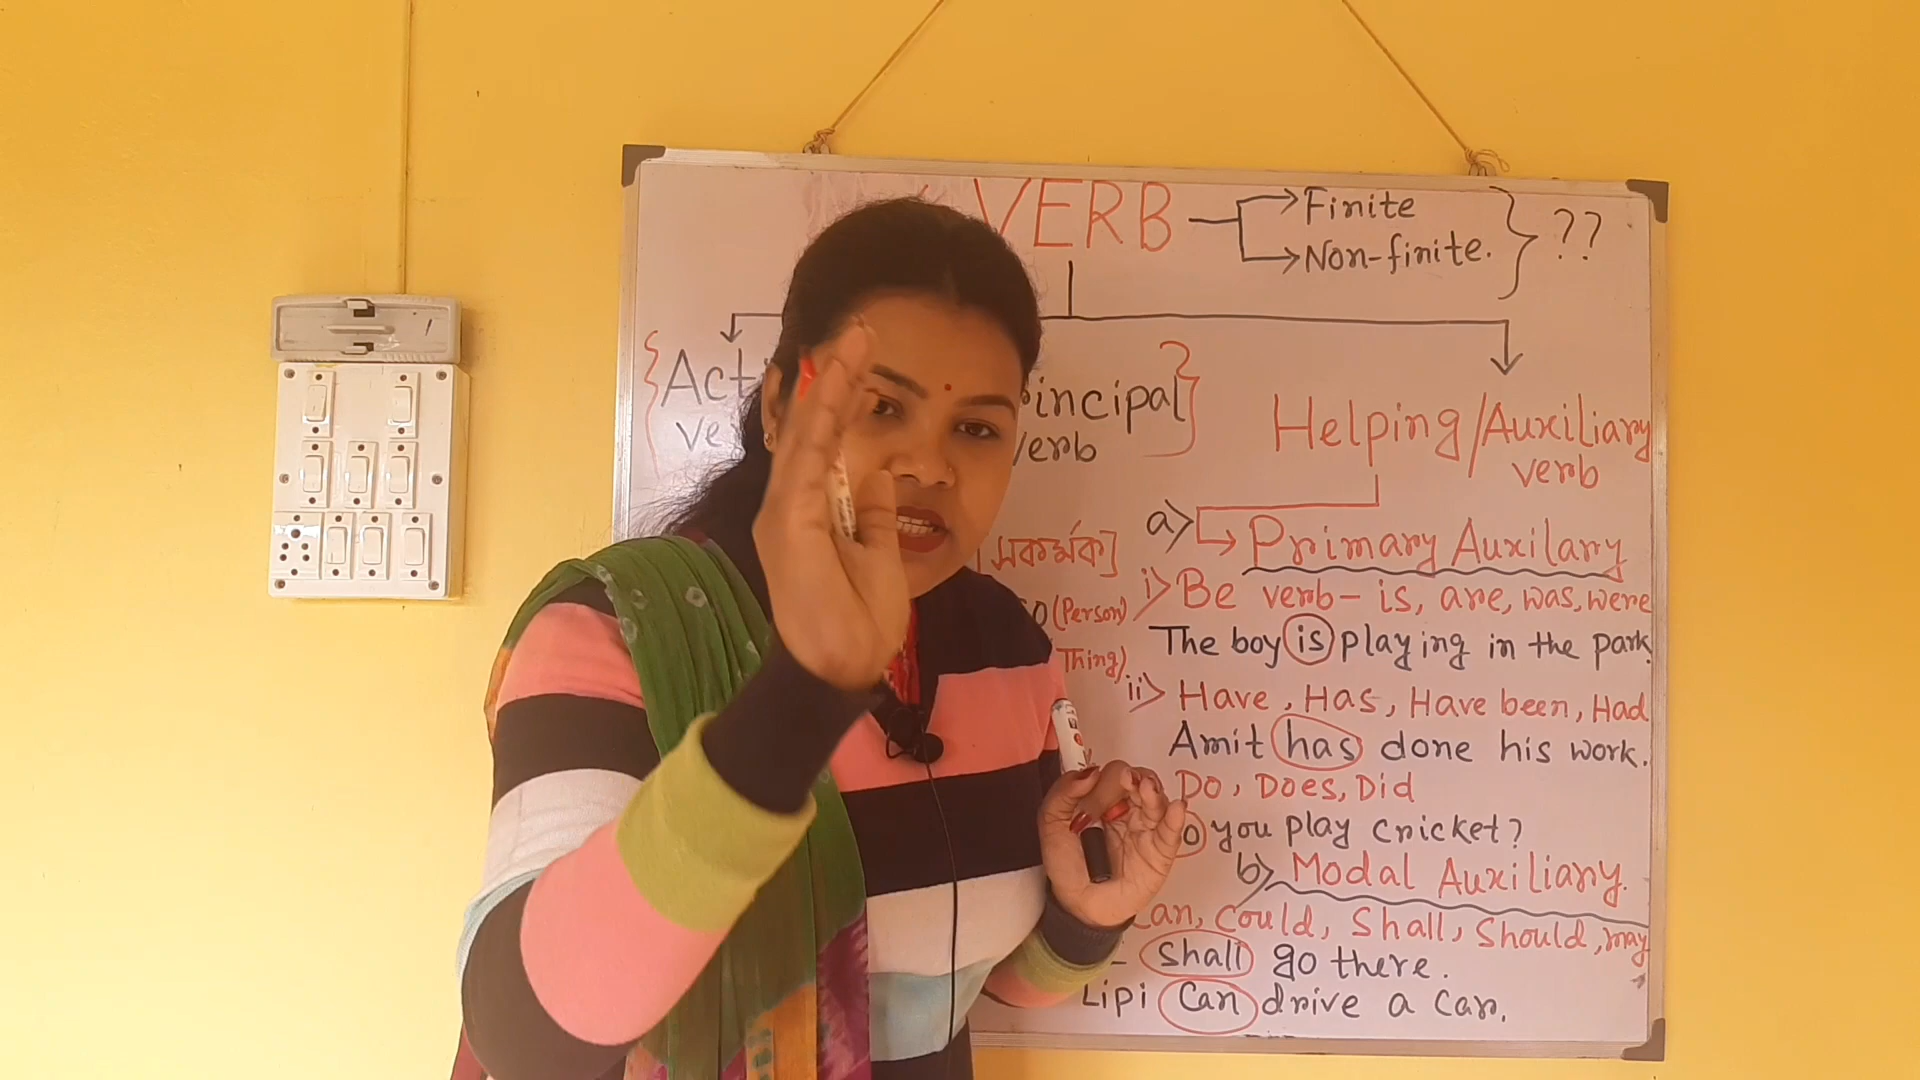 VERB
Finite
Non-finite.
??
Act
ve
incipal
verb
Helping/Auxiliary
verb
a>
Primary Auxilary
[সকর্মক]
i> Be verb- is, are, was, were
(Person)
The boy is playing in the park.
Thing)
ii> Have, Has, Have been, Had
Amit has done his work.
Do, Does, Did
you play cricket?
b> Modal Auxiliary.
an, could, Shall, Should, may
shall go there.
Lipi can drive a car.